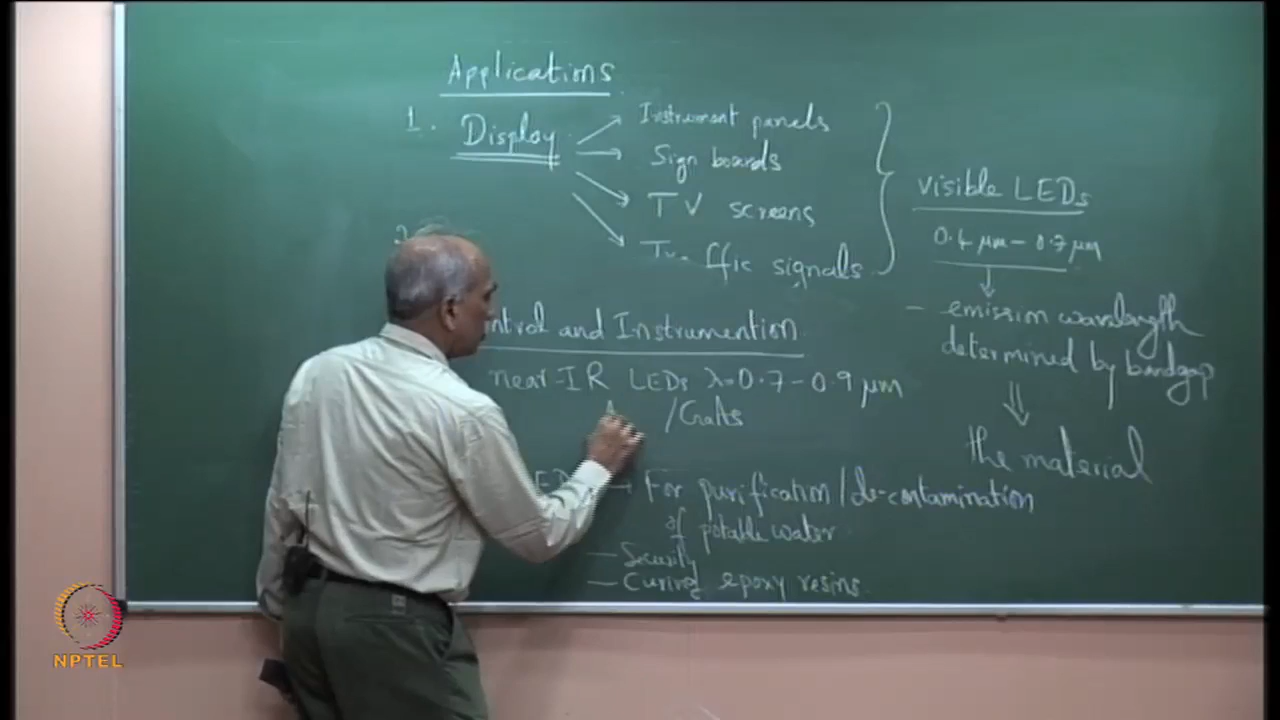 Applications
1. Display
Instrument panels
Sign boards
TV screens
Traffic signals
visible LEDs
0.4 μm – 0.7 μm
– emission wavelength
determined by bandgap
the material
and Instrumention
near-IR LEDs λ=0.7 – 0.9 μm
/GaAs
For purification/de-contamination
of potable water
– Security
– Curing epoxy resins
NPTEL